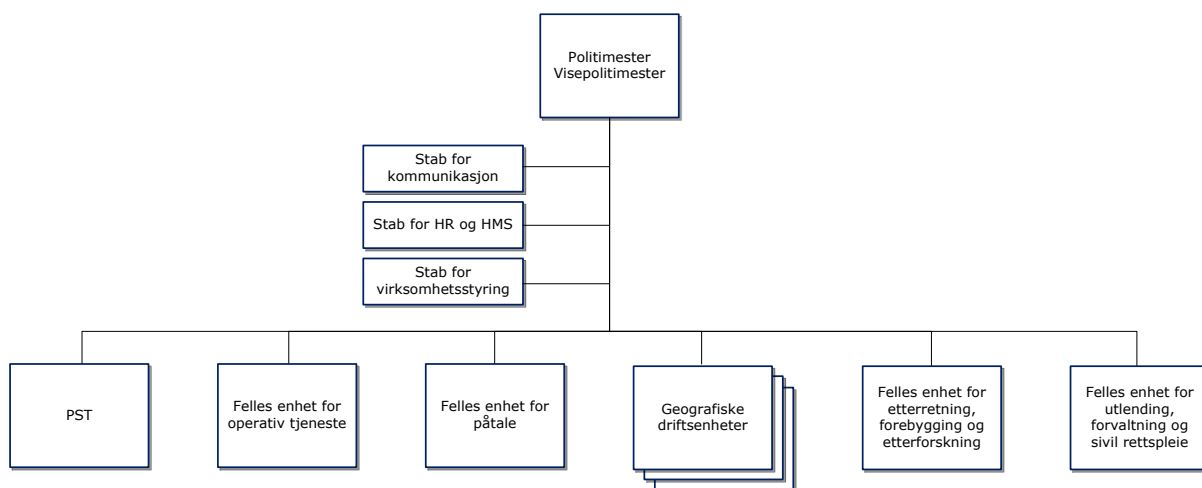 Politimester
Visepolitimester
Stab for
kommunikasjon
Stab for HR og HMS
Stab for
virksomhetsstyring
PST
Felles enhet for
operativ tjeneste
Felles enhet for
påtale
Geografiske
driftsenheter
Felles enhet for
etterretning,
forebygging og
etterforskning
Felles enhet for
utlending,
forvaltning og
sivil rettspleie